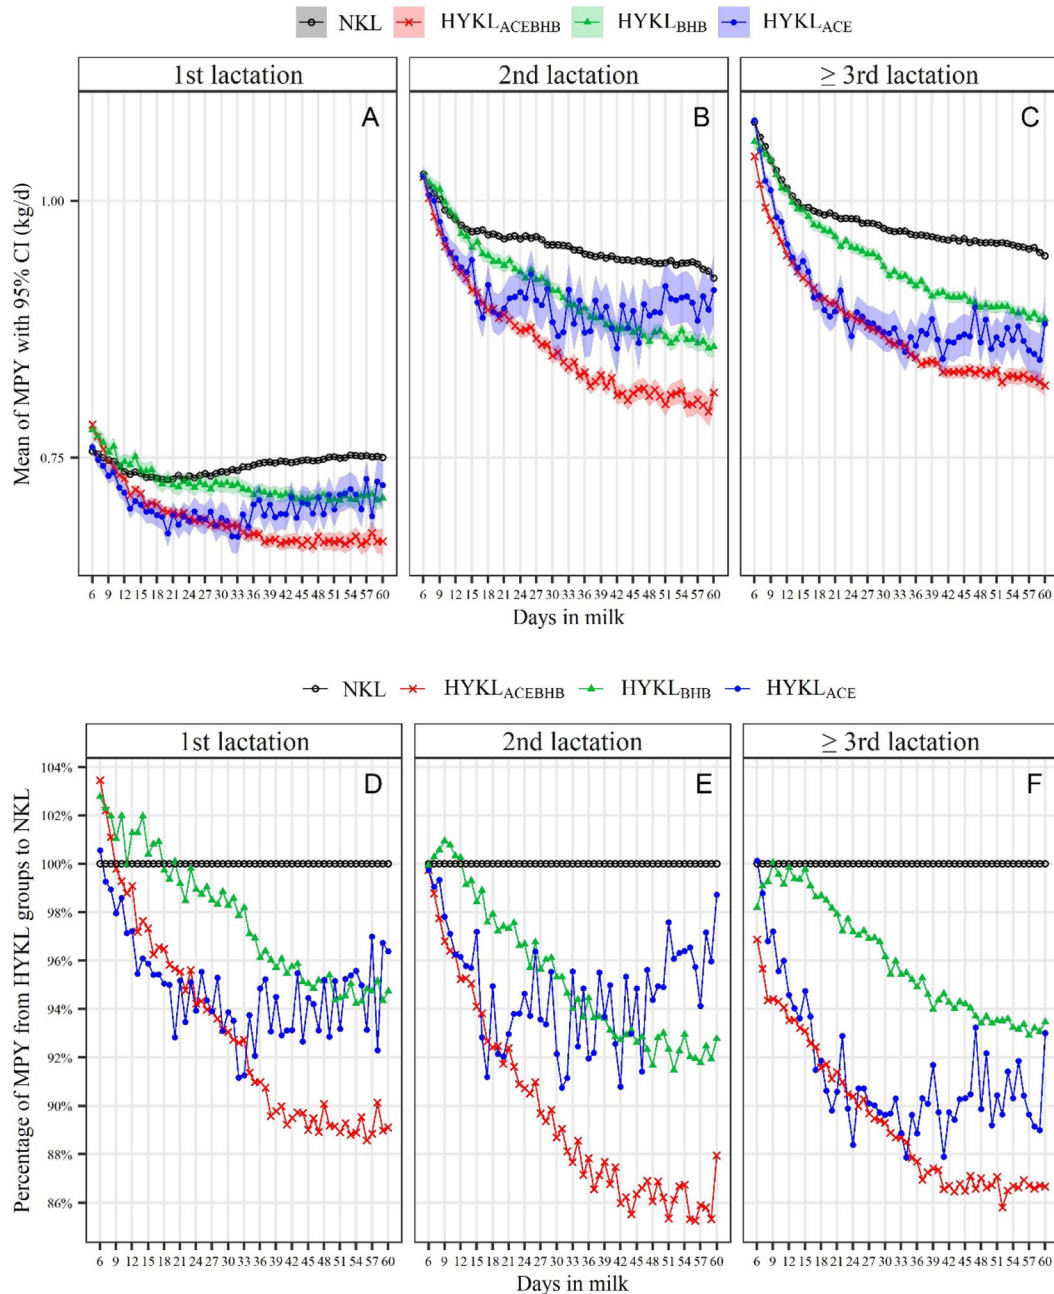 NKL HYKL_ACEBHB HYKL_BHB HYKL_ACE
1st lactation 2nd lactation ≥ 3rd lactation
A B C
Mean of MPY with 95% CI (kg/d)
1.00
0.75
6 9 12 15 18 21 24 27 30 33 36 39 42 45 48 51 54 57 60 6 9 12 15 18 21 24 27 30 33 36 39 42 45 48 51 54 57 60 6 9 12 15 18 21 24 27 30 33 36 39 42 45 48 51 54 57 60
Days in milk
NKL HYKL_ACEBHB HYKL_BHB HYKL_ACE
1st lactation 2nd lactation ≥ 3rd lactation
D E F
Percentage of MPY from HYKL groups to NKL
104%
102%
100%
98%
96%
94%
92%
90%
88%
86%
6 9 12 15 18 21 24 27 30 33 36 39 42 45 48 51 54 57 60 6 9 12 15 18 21 24 27 30 33 36 39 42 45 48 51 54 57 60 6 9 12 15 18 21 24 27 30 33 36 39 42 45 48 51 54 57 60
Days in milk